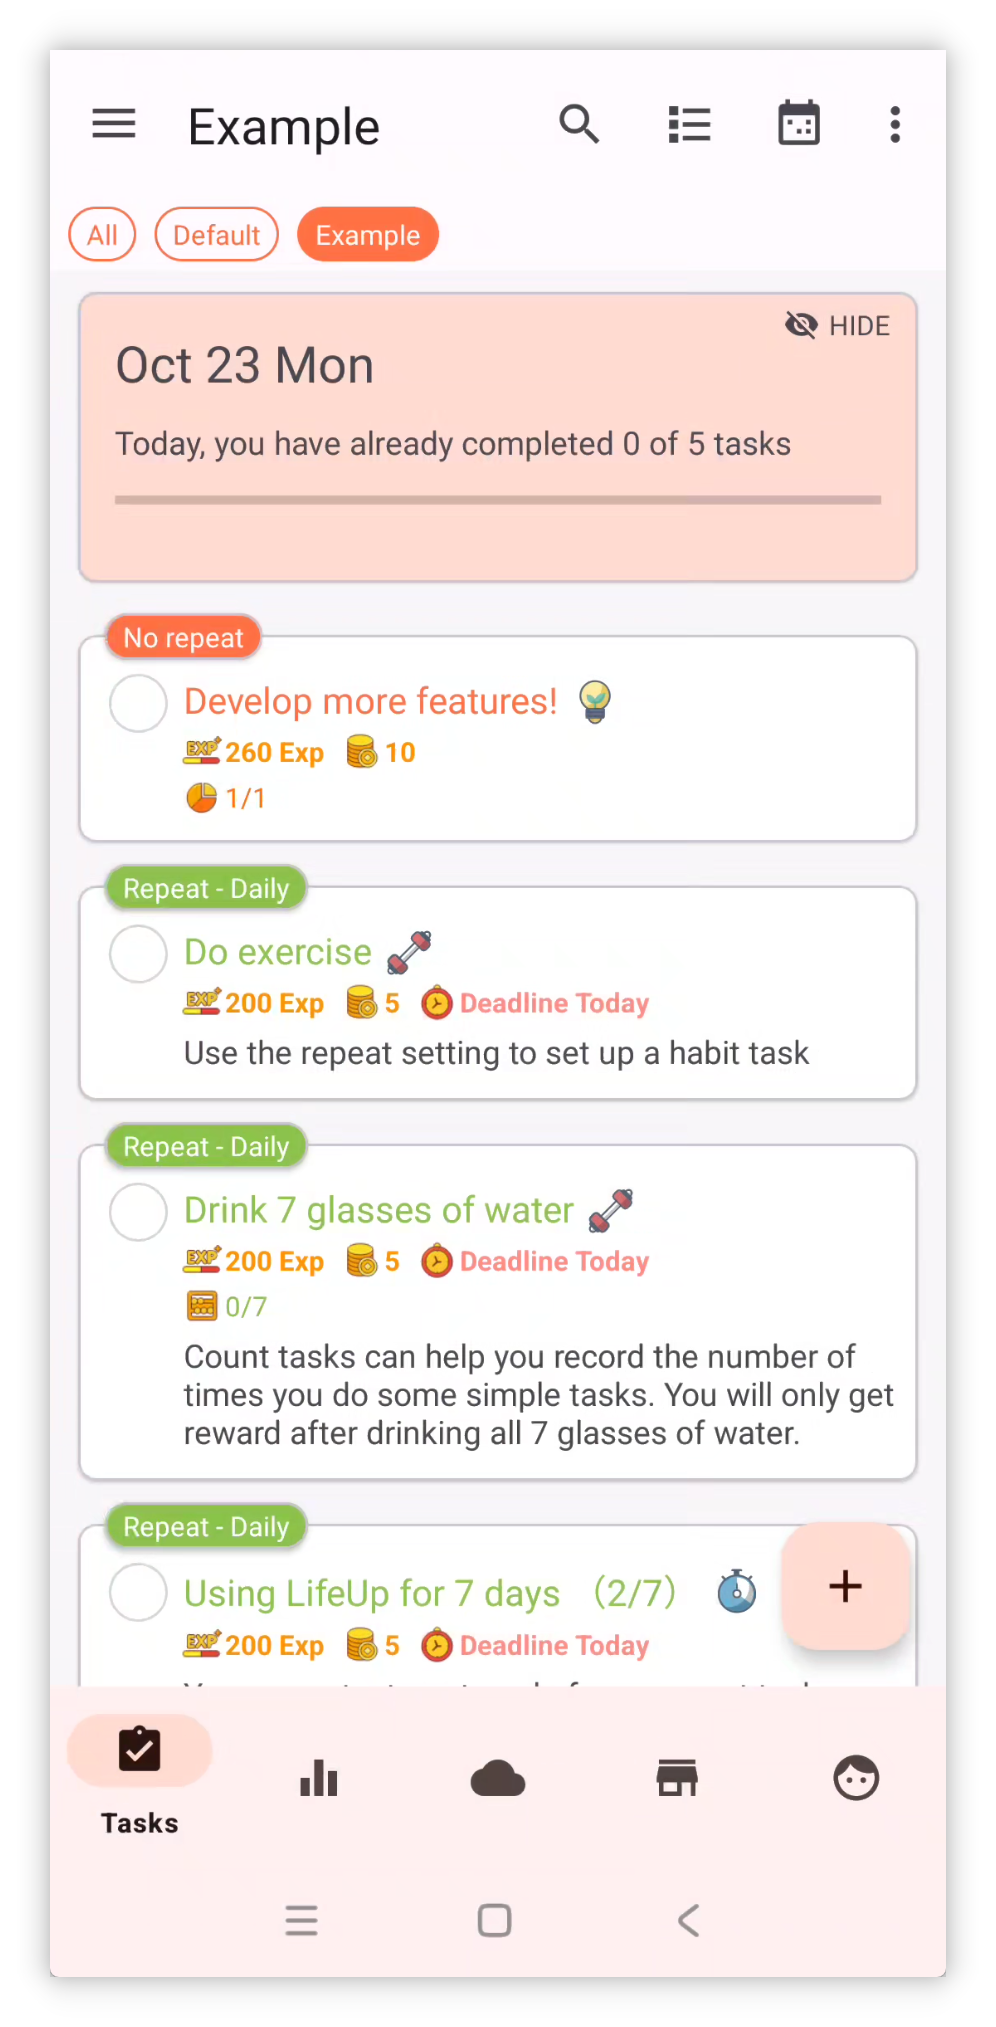 Example
All Default Example
HIDE
Oct 23 Mon
Today, you have already completed 0 of 5 tasks
No repeat
Develop more features!
EXP+ 260 Exp 10
1/1
Repeat - Daily
Do exercise
EXP+ 200 Exp 5 Deadline Today
Use the repeat setting to set up a habit task
Repeat - Daily
Drink 7 glasses of water
EXP+ 200 Exp 5 Deadline Today
0/7
Count tasks can help you record the number of
times you do some simple tasks. You will only get
reward after drinking all 7 glasses of water.
Repeat - Daily
Using LifeUp for 7 days （2/7）
EXP+ 200 Exp 5 Deadline Today
Tasks